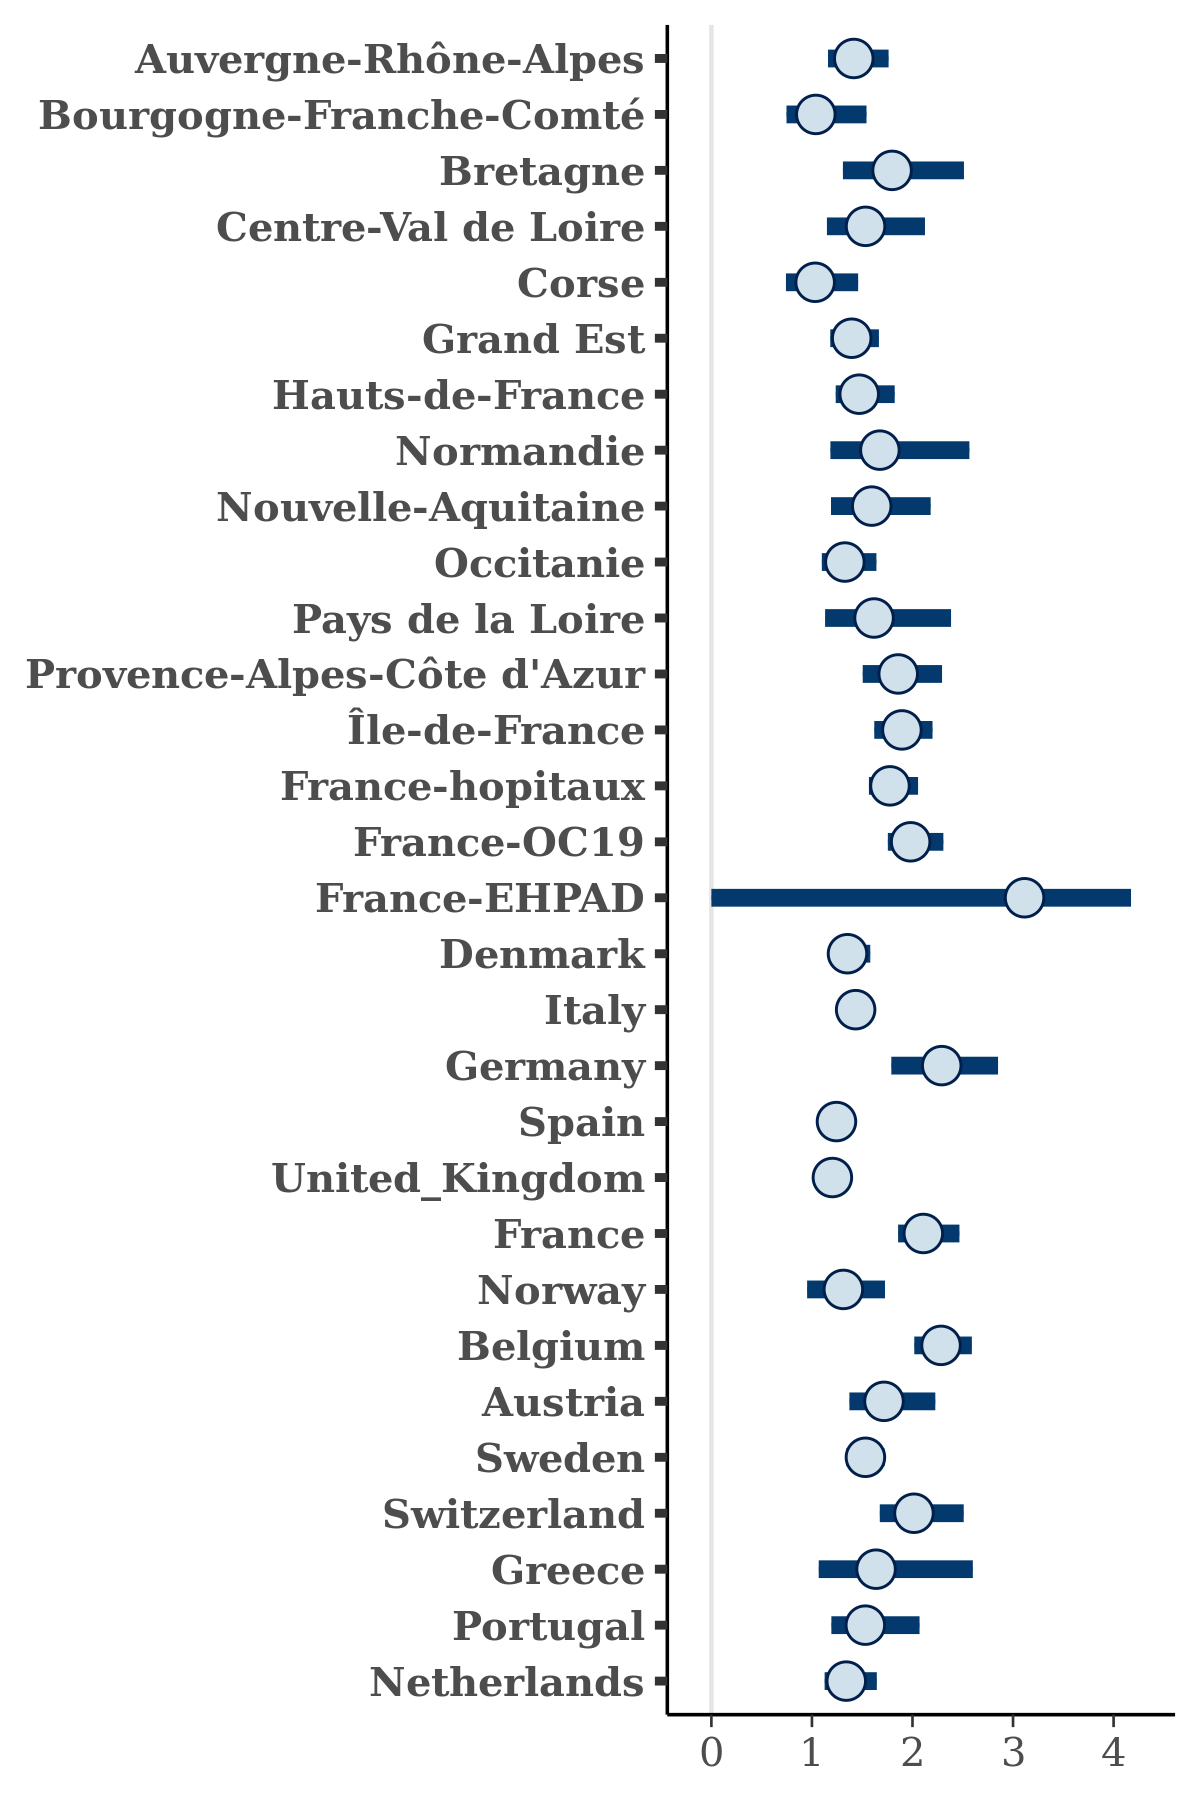 Auvergne-Rhône-Alpes
Bourgogne-Franche-Comté
Bretagne
Centre-Val de Loire
Corse
Grand Est
Hauts-de-France
Normandie
Nouvelle-Aquitaine
Occitanie
Pays de la Loire
Provence-Alpes-Côte d'Azur
Île-de-France
France-hopitaux
France-OC19
France-EHPAD
Denmark
Italy
Germany
Spain
United_Kingdom
France
Norway
Belgium
Austria
Sweden
Switzerland
Greece
Portugal
Netherlands
0 1 2 3 4